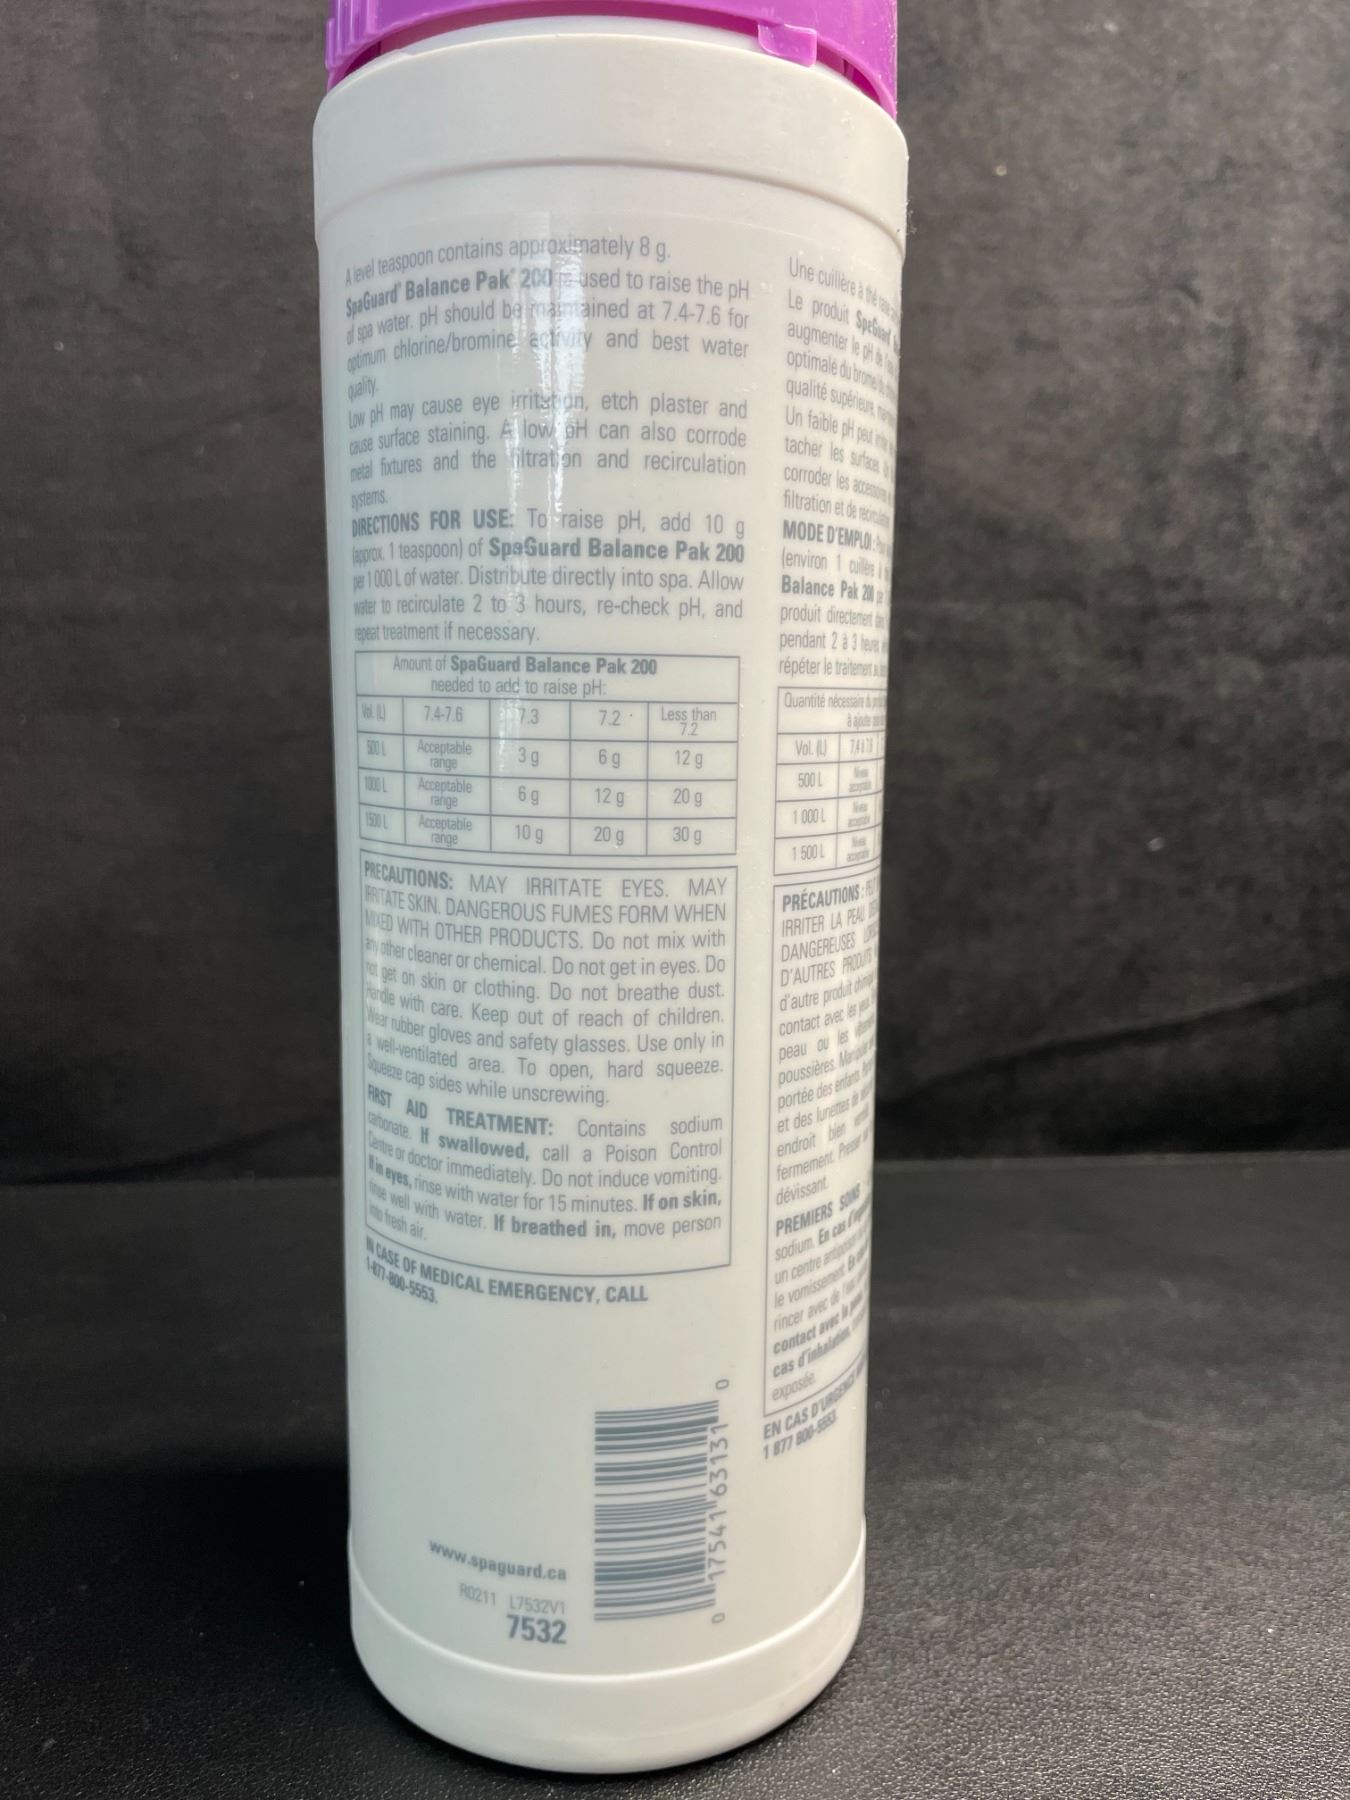 A level teaspoon contains approximately 8 g.
SpaGuard® Balance Pak® 200 is used to raise the pH
of spa water. pH should be maintained at 7.4-7.6 for
optimum chlorine/bromine activity and best water
quality.
Low pH may cause eye irritation, etch plaster and
cause surface staining. A low pH can also corrode
metal fixtures and the filtration and recirculation
systems.
DIRECTIONS FOR USE: To raise pH, add 10 g
(approx. 1 teaspoon) of SpaGuard Balance Pak 200
per 1 000 L of water. Distribute directly into spa. Allow
water to recirculate 2 to 3 hours, re-check pH, and
repeat treatment if necessary.
Amount of SpaGuard Balance Pak 200
needed to add to raise pH:
Vol. (L) 7.4-7.6 7.3 7.2 Less than 7.2
500 L Acceptable range 3 g 6 g 12 g
1000 L Acceptable range 6 g 12 g 20 g
1500 L Acceptable range 10 g 20 g 30 g
PRECAUTIONS: MAY IRRITATE EYES. MAY
IRRITATE SKIN. DANGEROUS FUMES FORM WHEN
MIXED WITH OTHER PRODUCTS. Do not mix with
any other cleaner or chemical. Do not get in eyes. Do
not get on skin or clothing. Do not breathe dust.
Handle with care. Keep out of reach of children.
Wear rubber gloves and safety glasses. Use only in
a well-ventilated area. To open, hard squeeze.
Squeeze cap sides while unscrewing.
FIRST AID TREATMENT: Contains sodium
carbonate. If swallowed, call a Poison Control
Centre or doctor immediately. Do not induce vomiting.
If in eyes, rinse with water for 15 minutes. If on skin,
rinse well with water. If breathed in, move person
into fresh air.
IN CASE OF MEDICAL EMERGENCY, CALL
1-877-800-5553.
www.spaguard.ca
R0211 L7532V1
7532
0 17541 63131 0
Une cuillère à thé
Le produit SpaGuard
augmenter le pH de
optimale du brome
qualité supérieure,
Un faible pH peut
tacher les surfaces
corroder les accessoires
filtration et de
MODE D'EMPLOI :
(environ 1 cuillère à
Balance Pak 200
produit directement
pendant 2 à 3 heures
répéter le traitement
Quantité nécessaire du
à ajouter
Vol. (L) 7,4 à 7,6
500 L Niveau acceptable
1 000 L Niveau acceptable
1 500 L Niveau acceptable
PRÉCAUTIONS :
IRRITER LA PEAU.
DANGEREUSES
D'AUTRES PRODUITS
d'autre produit
contact avec les yeux.
peau ou les
poussières.
portée des enfants.
et des lunettes de
endroit bien
fermement.
dévissant.
PREMIERS SOINS
sodium. En cas
un centre antipoison
le vomissement. En
rincer avec de
contact avec la peau,
cas d'inhalation,
exposée.
EN CAS D'URGENCE
1 877 800-5553.